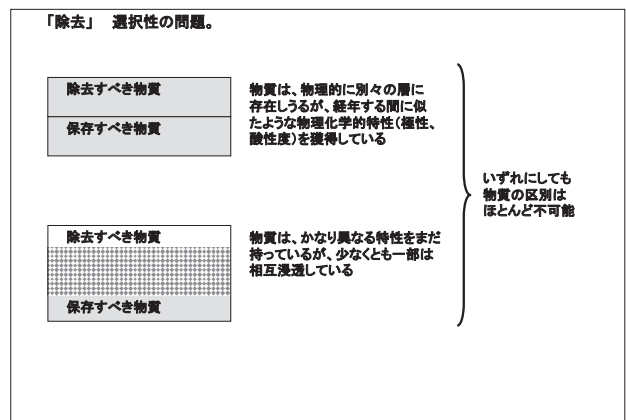 「除去」 選択性の問題。
除去すべき物質
保存すべき物質
物質は、物理的に別々の層に
存在しうるが、経年する間に似
たような物理化学的特性(極性、
酸性度)を獲得している
いずれにしても
物質の区別は
ほとんど不可能
除去すべき物質
保存すべき物質
物質は、かなり異なる特性をまだ
持っているが、少なくとも一部は
相互浸透している